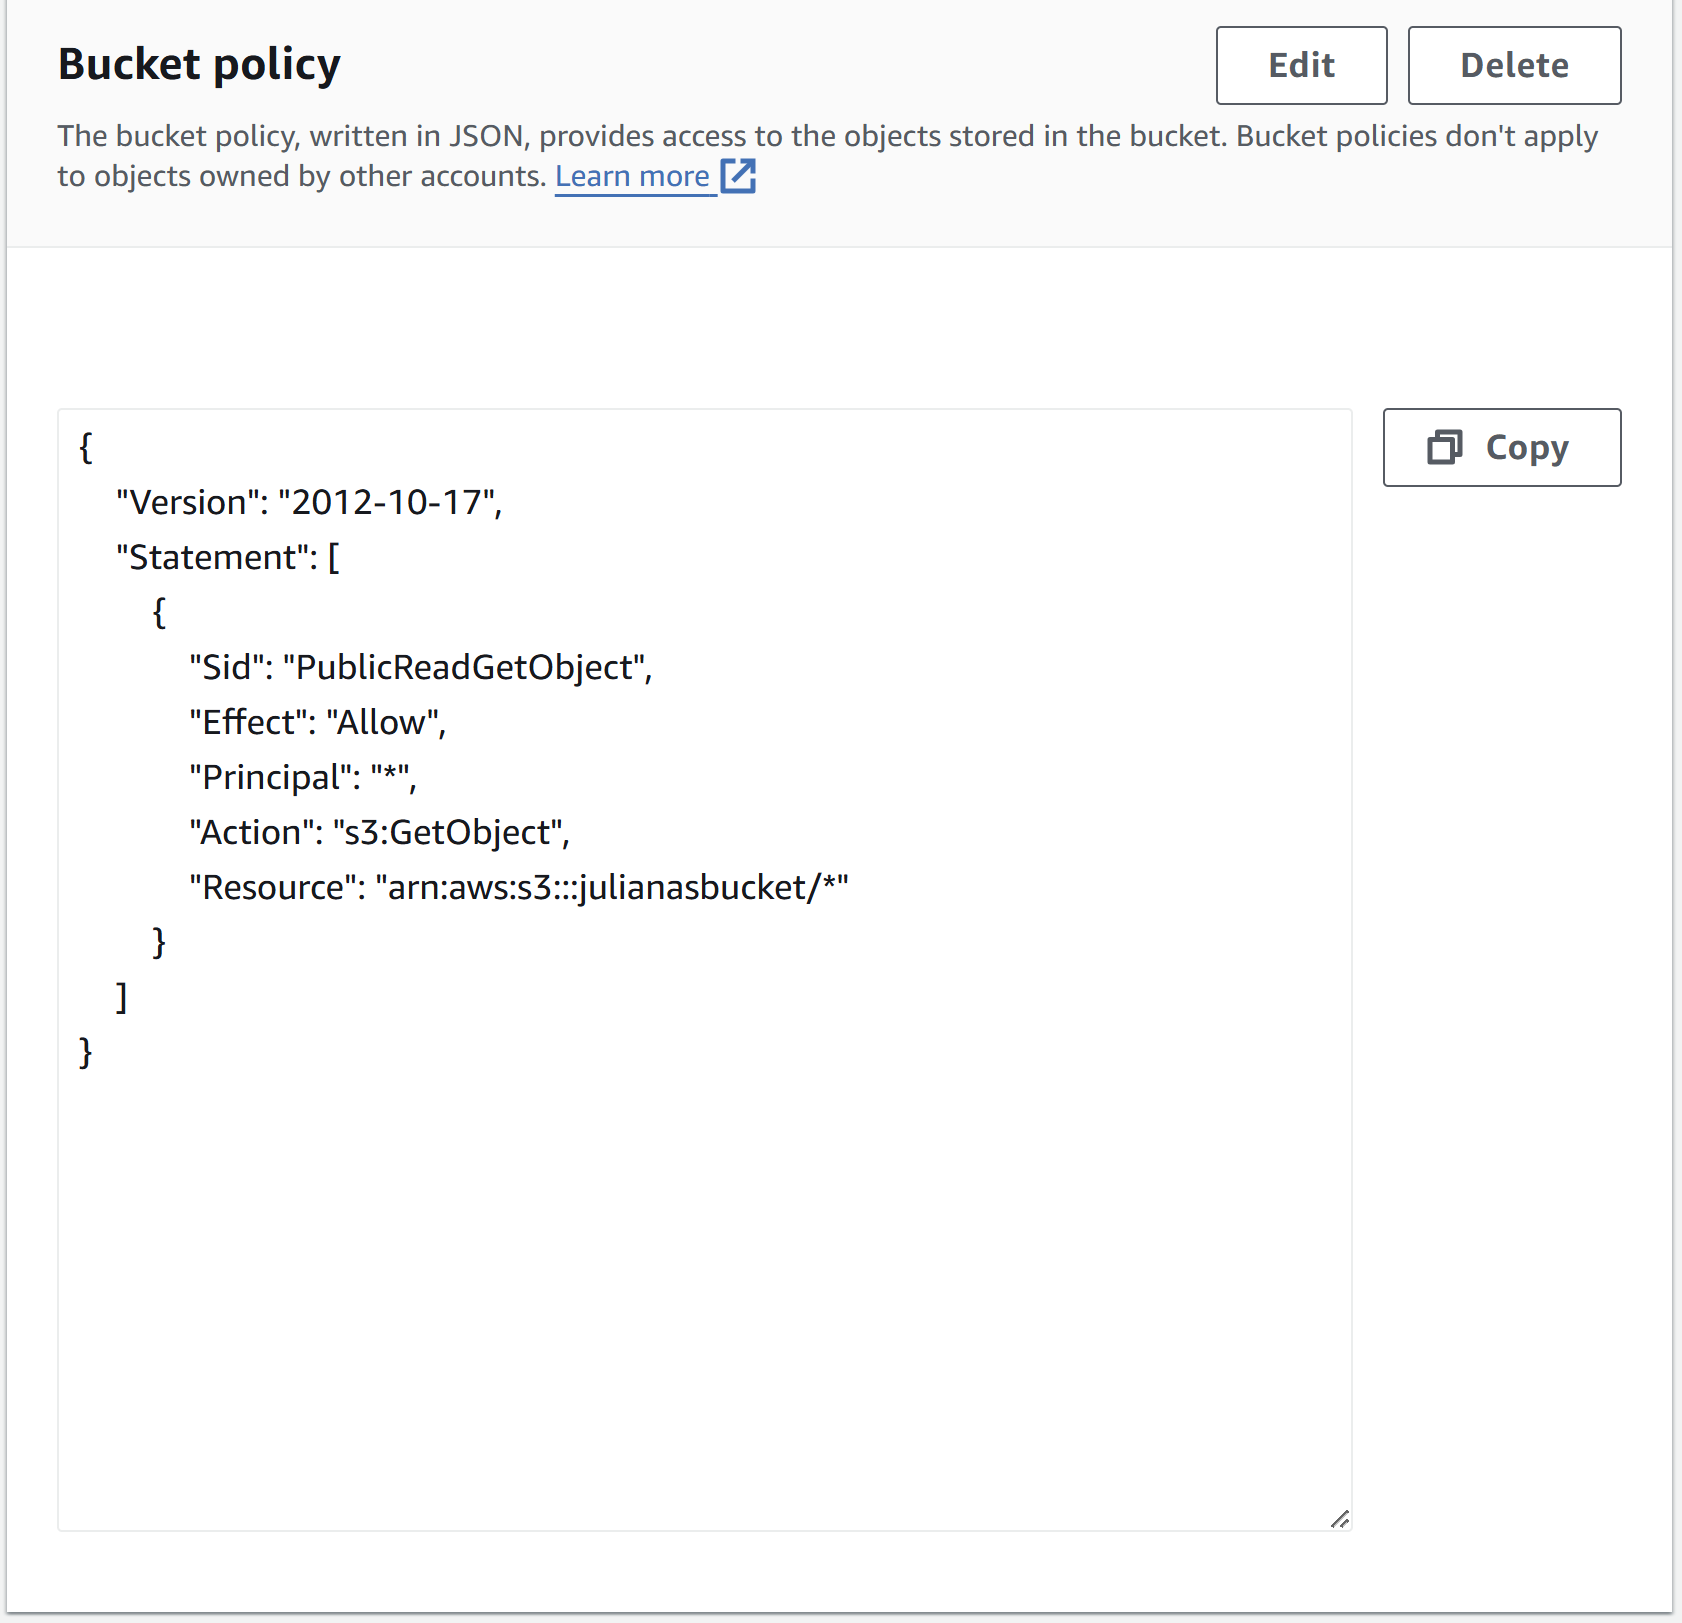 Bucket policy
Edit
Delete
The bucket policy, written in JSON, provides access to the objects stored in the bucket. Bucket policies don't apply
to objects owned by other accounts. Learn more
{
"Version": "2012-10-17",
"Statement": [
{
"Sid": "PublicReadGetObject",
"Effect": "Allow",
"Principal": "*",
"Action": "s3:GetObject",
"Resource": "arn:aws:s3:::julianasbucket/*"
}
]
}
Copy